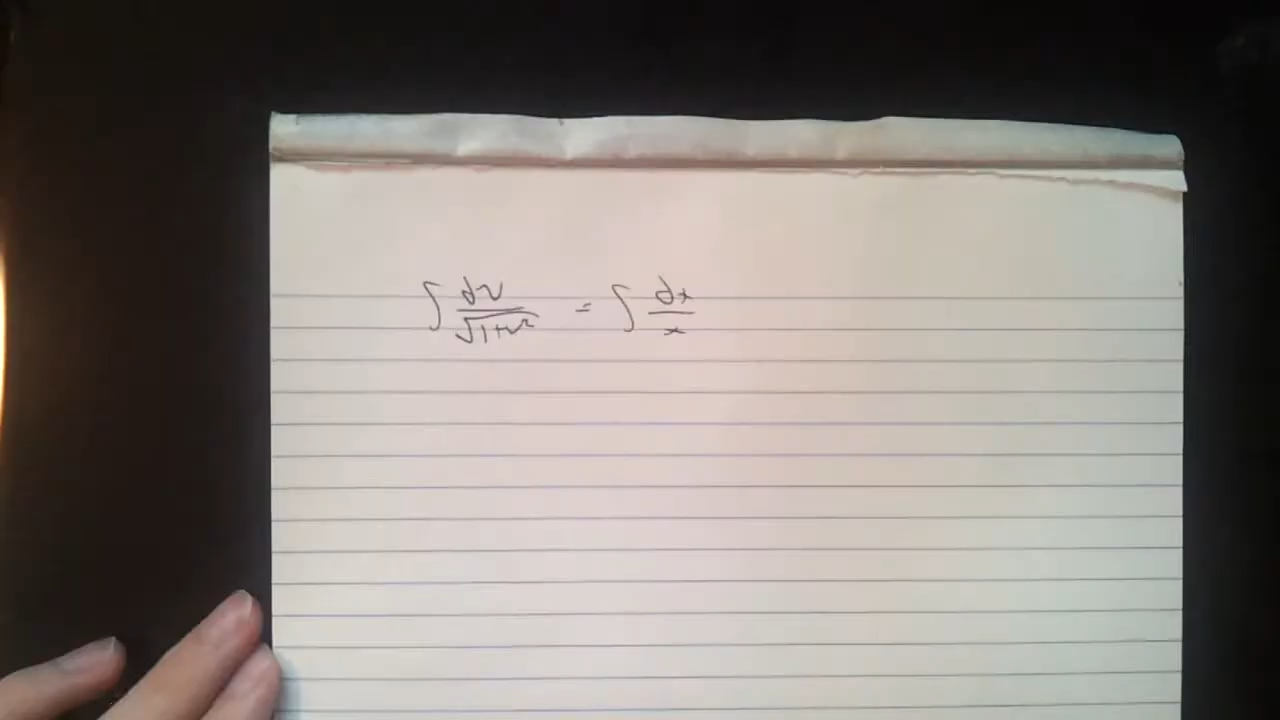 ∫ dv/√(1+v²) = ∫ dx/x